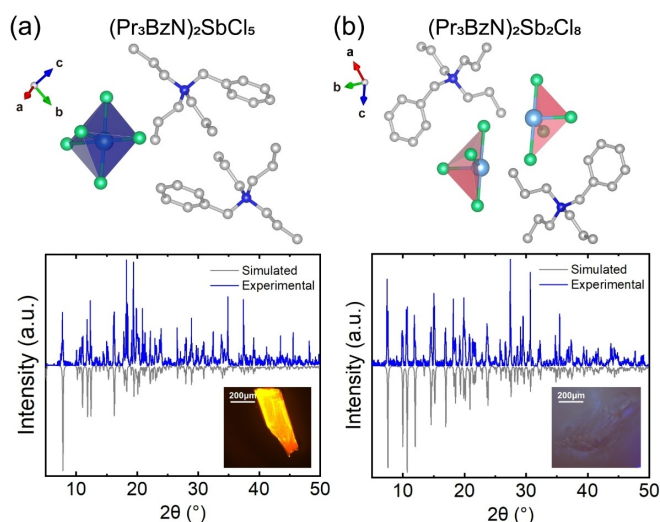 (a) (Pr₃BzN)₂SbCl₅
c
a
b
Simulated
Experimental
Intensity (a.u.)
200μm
10 20 30 40 50
2θ (°)
(b) (Pr₃BzN)₂Sb₂Cl₈
a
b
c
Simulated
Experimental
Intensity (a.u.)
200μm
10 20 30 40 50
2θ (°)